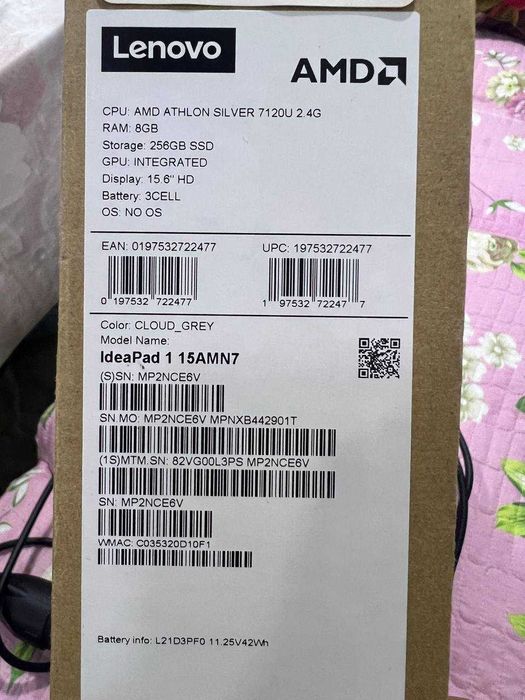 Lenovo
AMD
CPU: AMD ATHLON SILVER 7120U 2.4G
RAM: 8GB
Storage: 256GB SSD
GPU: INTEGRATED
Display: 15.6" HD
Battery: 3CELL
OS: NO OS
EAN: 0197532722477 UPC: 197532722477
0 197532 722477 1 97532 72247 7
Color: CLOUD_GREY
Model Name:
IdeaPad 1 15AMN7
(S)SN: MP2NCE6V
SN.MO: MP2NCE6V MPNXB442901T
(1S)MTM.SN: 82VG00L3PS MP2NCE6V
SN: MP2NCE6V
WMAC: C035320D10F1
Battery info: L21D3PF0 11.25V42Wh